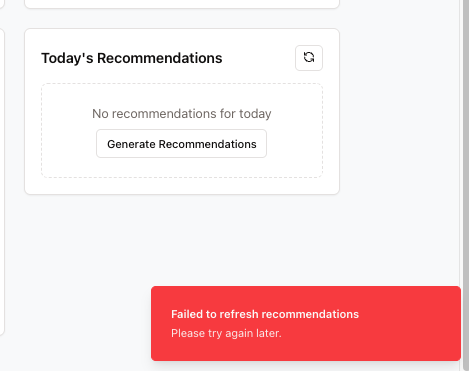 Today's Recommendations
No recommendations for today
Generate Recommendations
Failed to refresh recommendations
Please try again later.